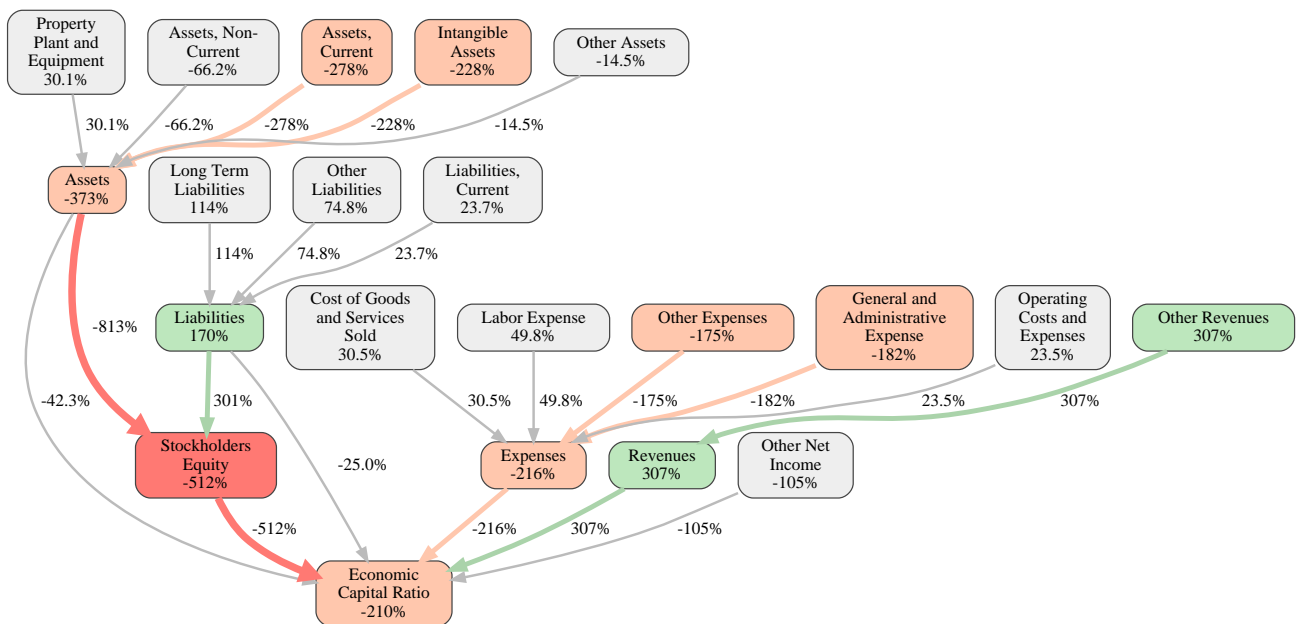 Property
Plant and
Equipment
30.1%
Assets, Non-
Current
-66.2%
Assets,
Current
-278%
Intangible
Assets
-228%
Other Assets
-14.5%
30.1%
-66.2%
-278%
-228%
-14.5%
Assets
-373%
Long Term
Liabilities
114%
Other
Liabilities
74.8%
Liabilities,
Current
23.7%
114%
74.8%
23.7%
Liabilities
170%
Cost of Goods
and Services
Sold
30.5%
Labor Expense
49.8%
Other Expenses
-175%
General and
Administrative
Expense
-182%
Operating
Costs and
Expenses
23.5%
Other Revenues
307%
-813%
-42.3%
301%
30.5%
49.8%
-175%
-182%
23.5%
307%
Stockholders
Equity
-512%
-25.0%
Expenses
-216%
Revenues
307%
Other Net
Income
-105%
-512%
-216%
307%
-105%
Economic
Capital Ratio
-210%